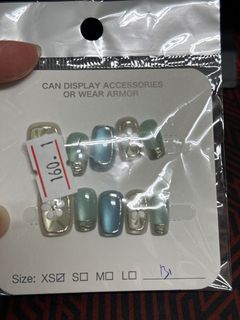 CAN DISPLAY ACCESSORIES
OR WEAR ARMOR
160.1
Size: XS☑ S☐ M☐ L☐